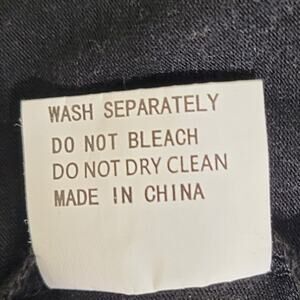 WASH SEPARATELY
DO NOT BLEACH
DO NOT DRY CLEAN
MADE IN CHINA